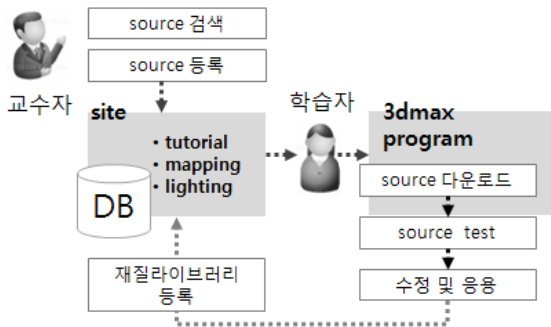 source 검색
source 등록
교수자
site
• tutorial
• mapping
• lighting
DB
학습자
3dmax
program
source 다운로드
source test
수정 및 응용
재질라이브러리
등록